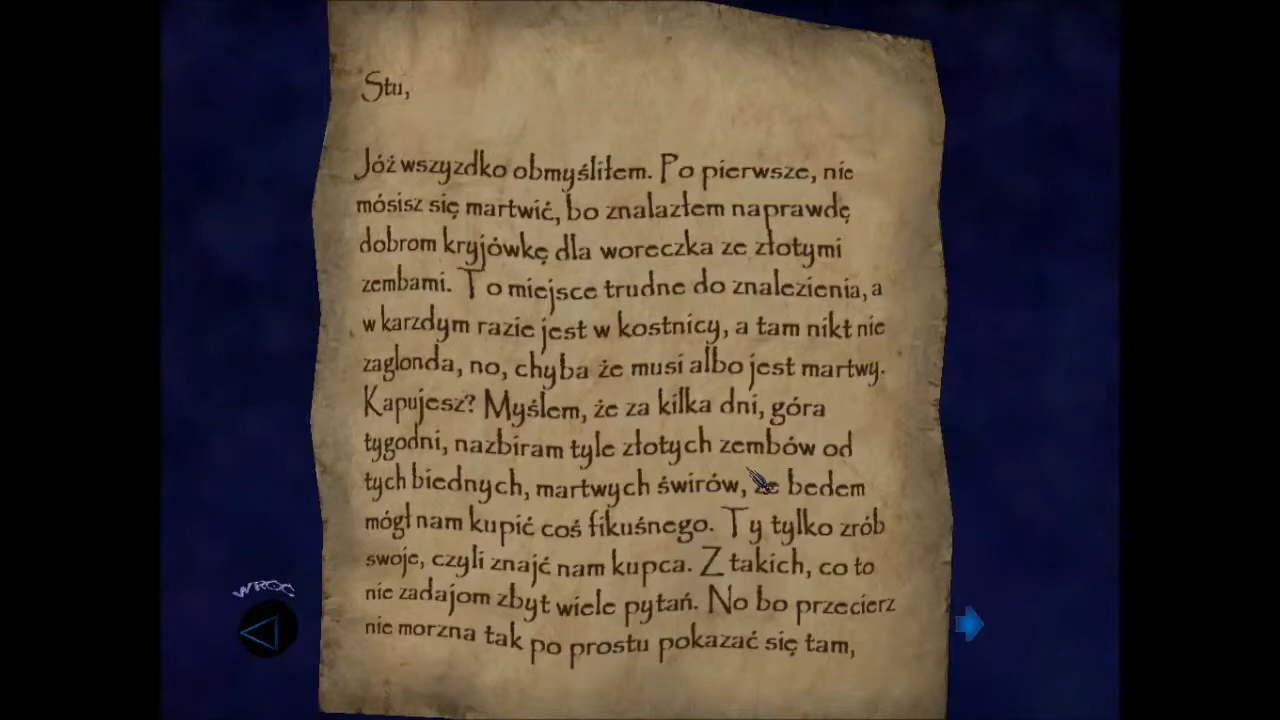 Stu,
Jóż wszyzdko obmyśliłem. Po pierwsze, nie
mósisz się martwić, bo znalazłem naprawdę
dobrom kryjówkę dla woreczka ze złotymi
zembami. To miejsce trudne do znalezienia, a
w karzdym razie jest w kostnicy, a tam nikt nie
zaglonda, no, chyba że musi albo jest martwy.
Kapujesz? Myślem, że za kilka dni, góra
tygodni, nazbiram tyle złotych zembów od
tych biednych, martwych świrów, że bedem
mógł nam kupić coś fikuśnego. Ty tylko zrób
swoje, czyli znajć nam kupca. Z takich, co to
nie zadajom zbyt wiele pytań. No bo przecierz
nie morzna tak po prostu pokazać się tam,
WRÓĆ